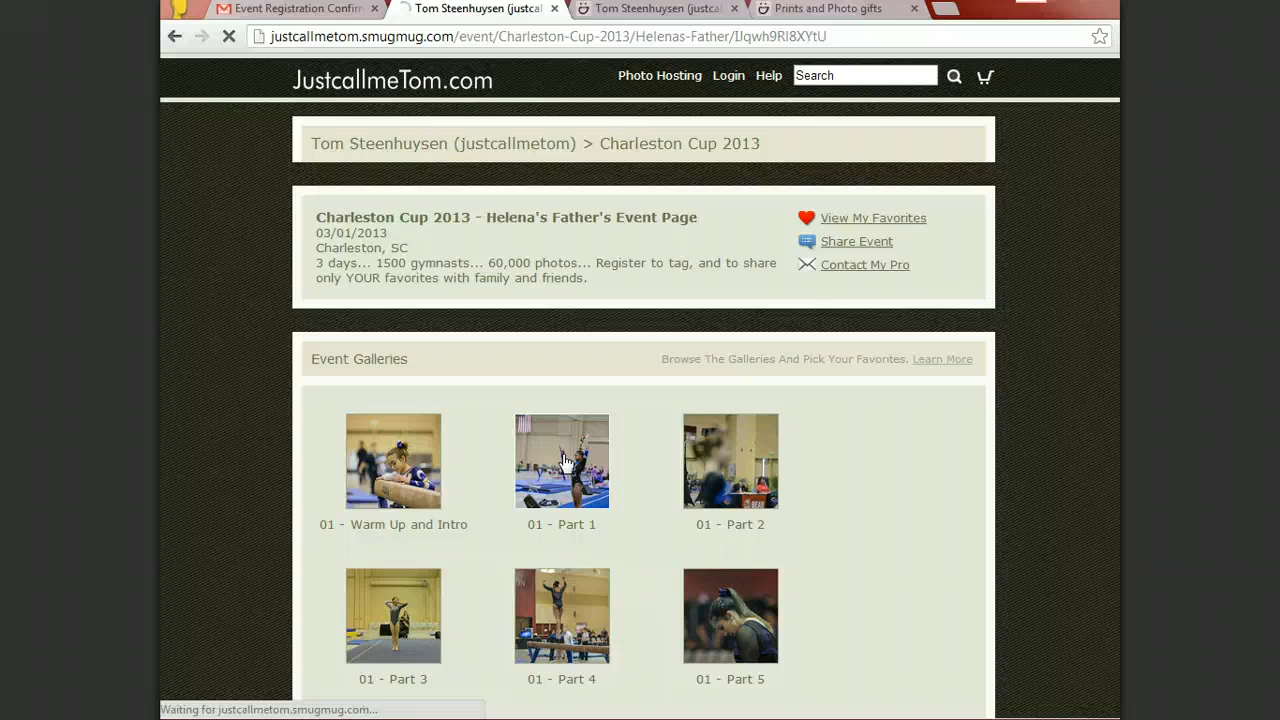 Event Registration Confirm
Tom Steenhuysen (justcal
Tom Steenhuysen (justcal
Prints and Photo gifts
justcallmetom.smugmug.com/event/Charleston-Cup-2013/Helenas-Father/
JustcallmeTom.com
Photo Hosting Login Help Search
Tom Steenhuysen (justcallmetom) > Charleston Cup 2013
Charleston Cup 2013 - Helena's Father's Event Page
03/01/2013
Charleston, SC
3 days... 1500 gymnasts... 60,000 photos... Register to tag, and to share
only YOUR favorites with family and friends.
View My Favorites
Share Event
Contact My Pro
Event Galleries
Browse The Galleries And Pick Your Favorites. Learn More
01 - Warm Up and Intro
01 - Part 1
01 - Part 2
01 - Part 3
01 - Part 4
01 - Part 5
Waiting for justcallmetom.smugmug.com...